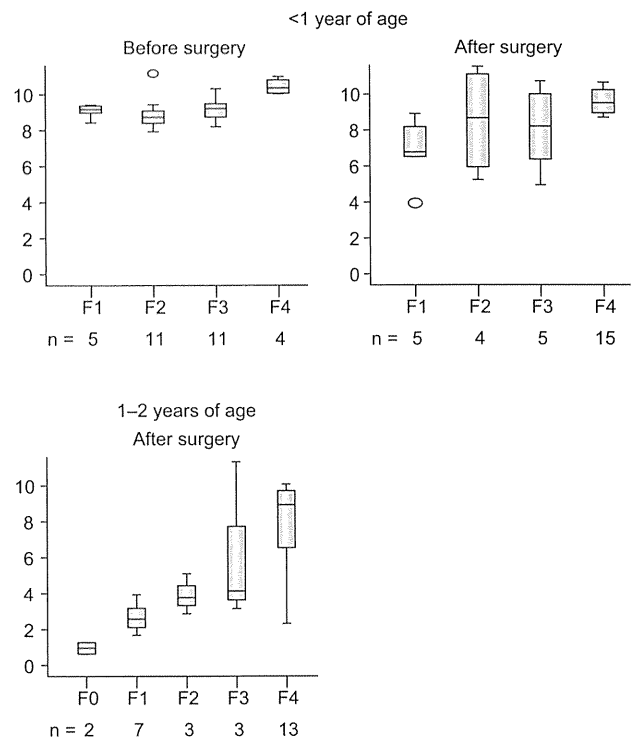 <1 year of age
Before surgery
10
8
6
4
2
0
F1 F2 F3 F4
n = 5 11 11 4
After surgery
10
8
6
4
2
0
F1 F2 F3 F4
n = 5 4 5 15
1–2 years of age
After surgery
10
8
6
4
2
0
F0 F1 F2 F3 F4
n = 2 7 3 3 13